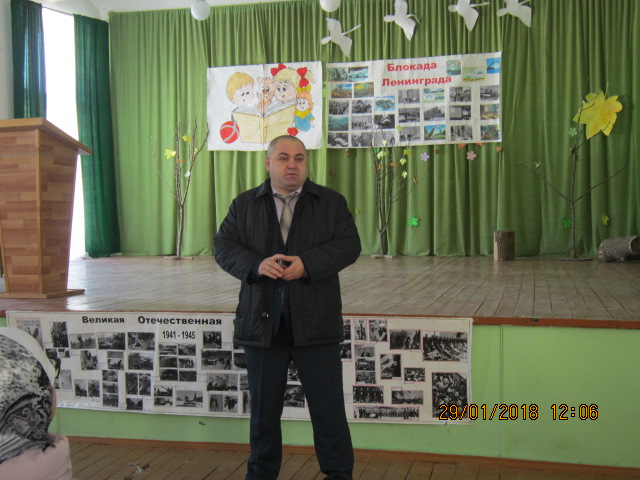 Блокада
Ленинграда
Великая Отечественная
1941 - 1945
29/01/2018 12:06